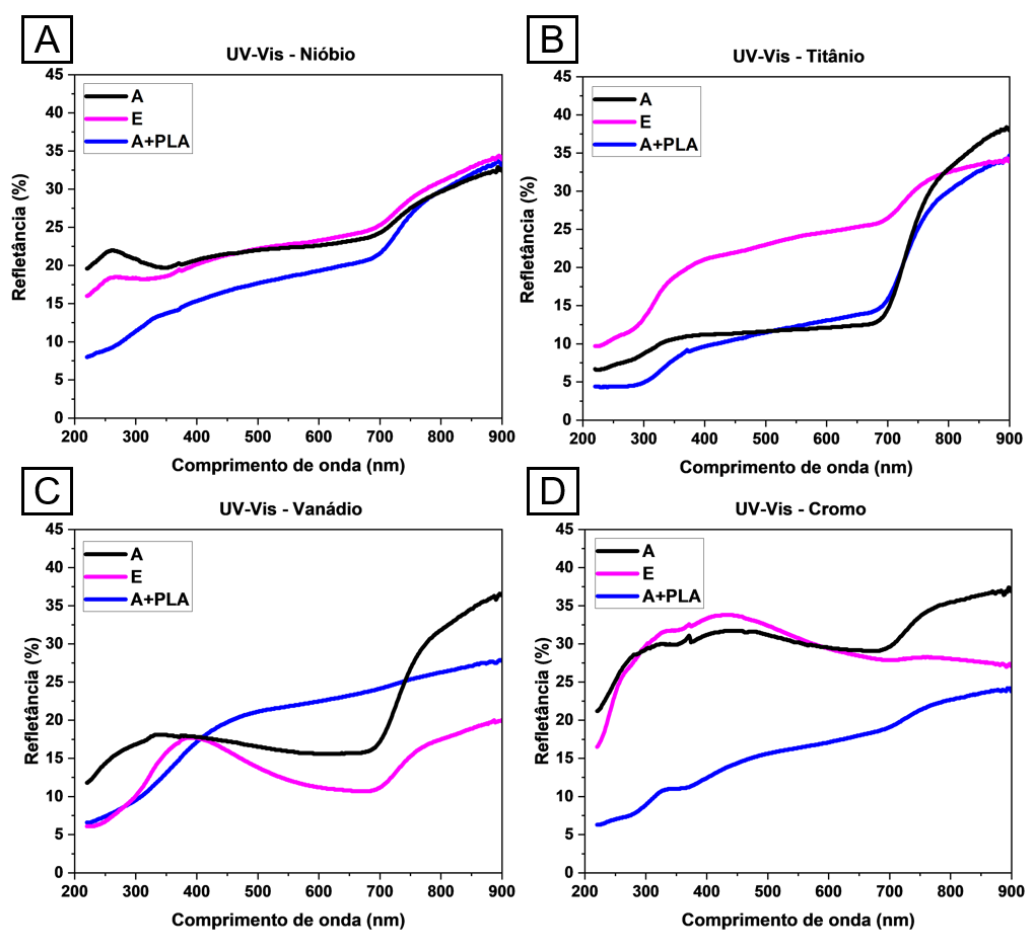 A
UV-Vis - Nióbio
45
40
35
30
25
20
15
10
5
0
Refletância (%)
A
E
A+PLA
200 300 400 500 600 700 800 900
Comprimento de onda (nm)
B
UV-Vis - Titânio
45
40
35
30
25
20
15
10
5
0
Refletância (%)
A
E
A+PLA
200 300 400 500 600 700 800 900
Comprimento de onda (nm)
C
UV-Vis - Vanádio
45
40
35
30
25
20
15
10
5
0
Refletância (%)
A
E
A+PLA
200 300 400 500 600 700 800 900
Comprimento de onda (nm)
D
UV-Vis - Cromo
45
40
35
30
25
20
15
10
5
0
Refletância (%)
A
E
A+PLA
200 300 400 500 600 700 800 900
Comprimento de onda (nm)